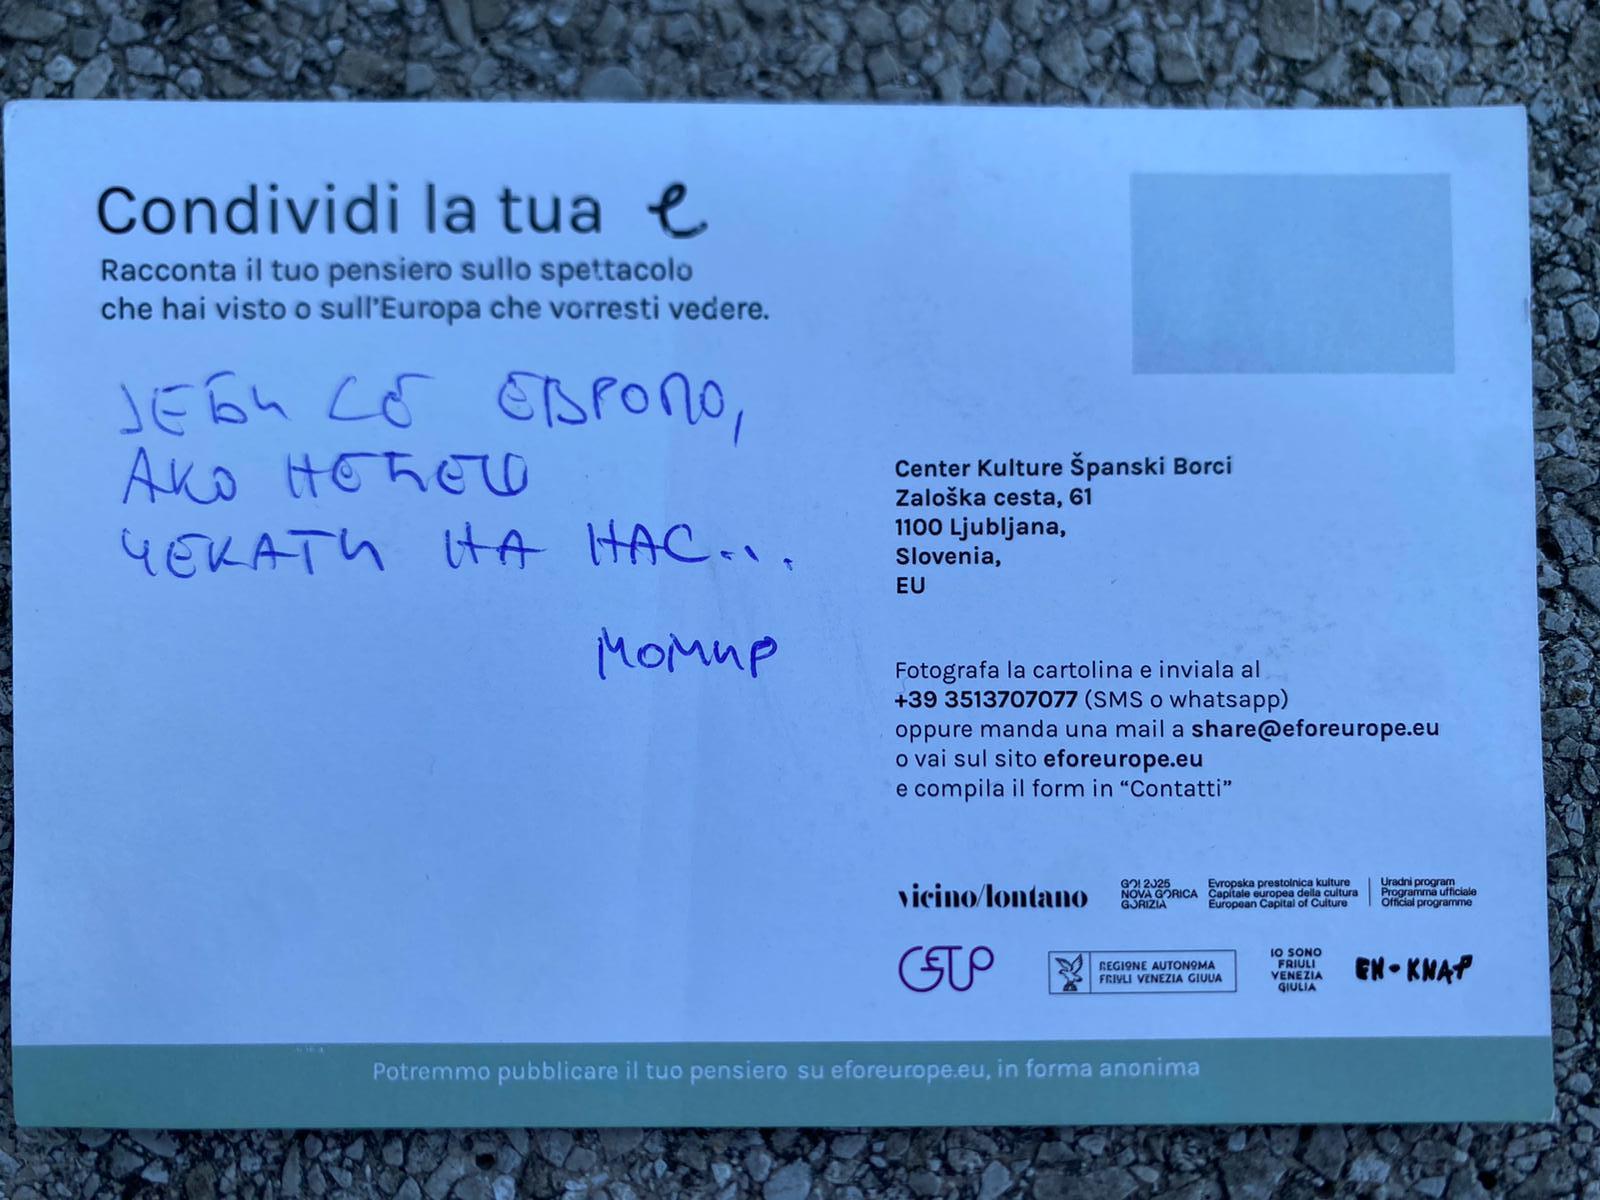 Condividi la tua e
Racconta il tuo pensiero sullo spettacolo
che hai visto o sull'Europa che vorresti vedere.
ЈЕБИ СЕ ЕВРОПО,
АКО НЕЋЕШ
ЧЕКАТИ НА НАС...
МОМИР
Center Kulture Španski Borci
Zaloška cesta, 61
1100 Ljubljana,
Slovenia,
EU
Fotografa la cartolina e inviala al
+39 3513707077 (SMS o whatsapp)
oppure manda una mail a share@eforeurope.eu
o vai sul sito eforeurope.eu
e compila il form in “Contatti”
vicino/lontano
GO! 2025
NOVA GORICA
GORIZIA
Evropska prestolnica kulture
Capitale europea della cultura
European Capital of Culture
Uradni program
Programma ufficiale
Official programme
REGIONE AUTONOMA
FRIULI VENEZIA GIULIA
IO SONO
FRIULI
VENEZIA
GIULIA
EN-KNAP
Potremmo pubblicare il tuo pensiero su eforeurope.eu, in forma anonima